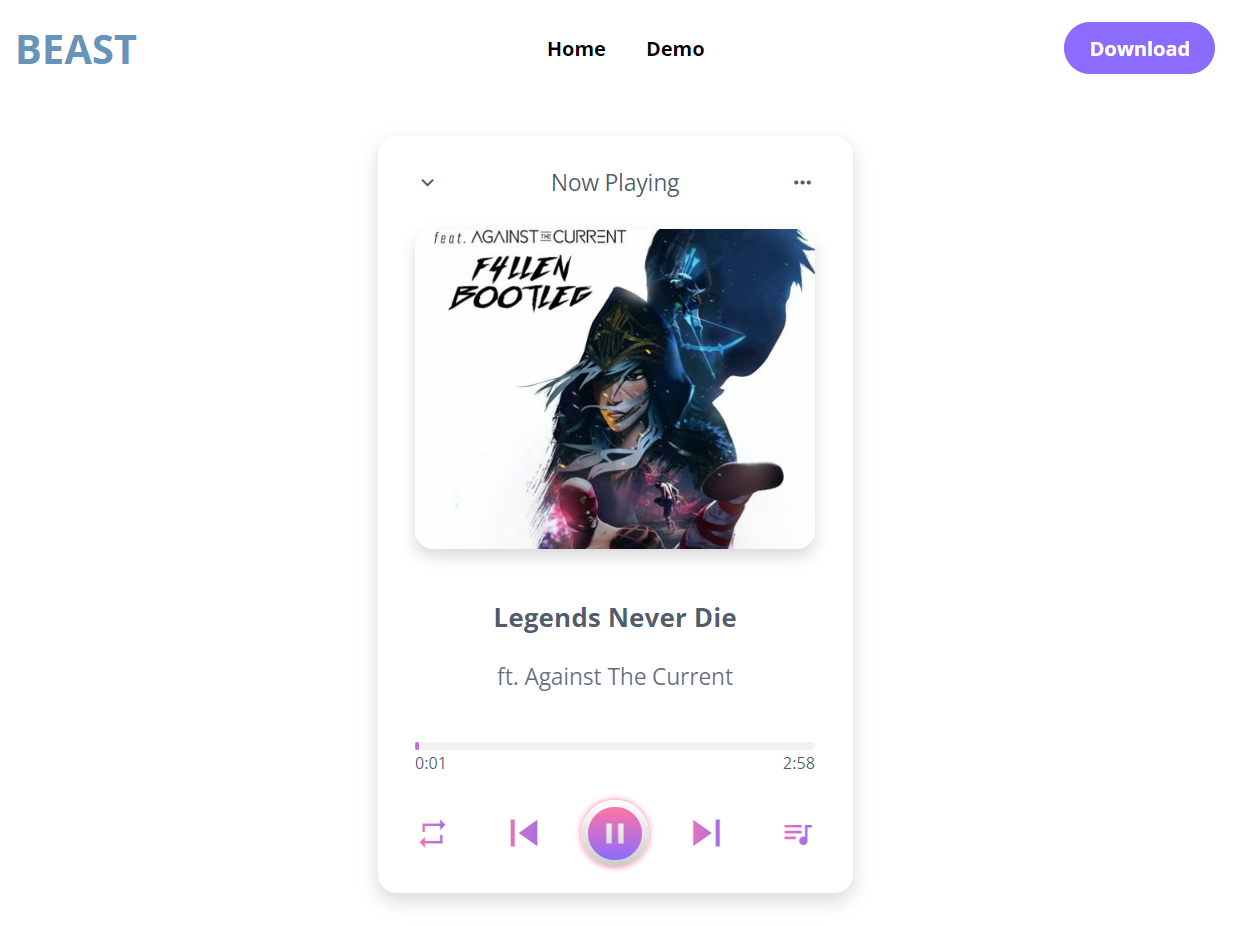 BEAST
Home
Demo
Download
Now Playing
feat. AGAINST THE CURRENT
F4LLEN
BOOTLEG
Legends Never Die
ft. Against The Current
0:01
2:58